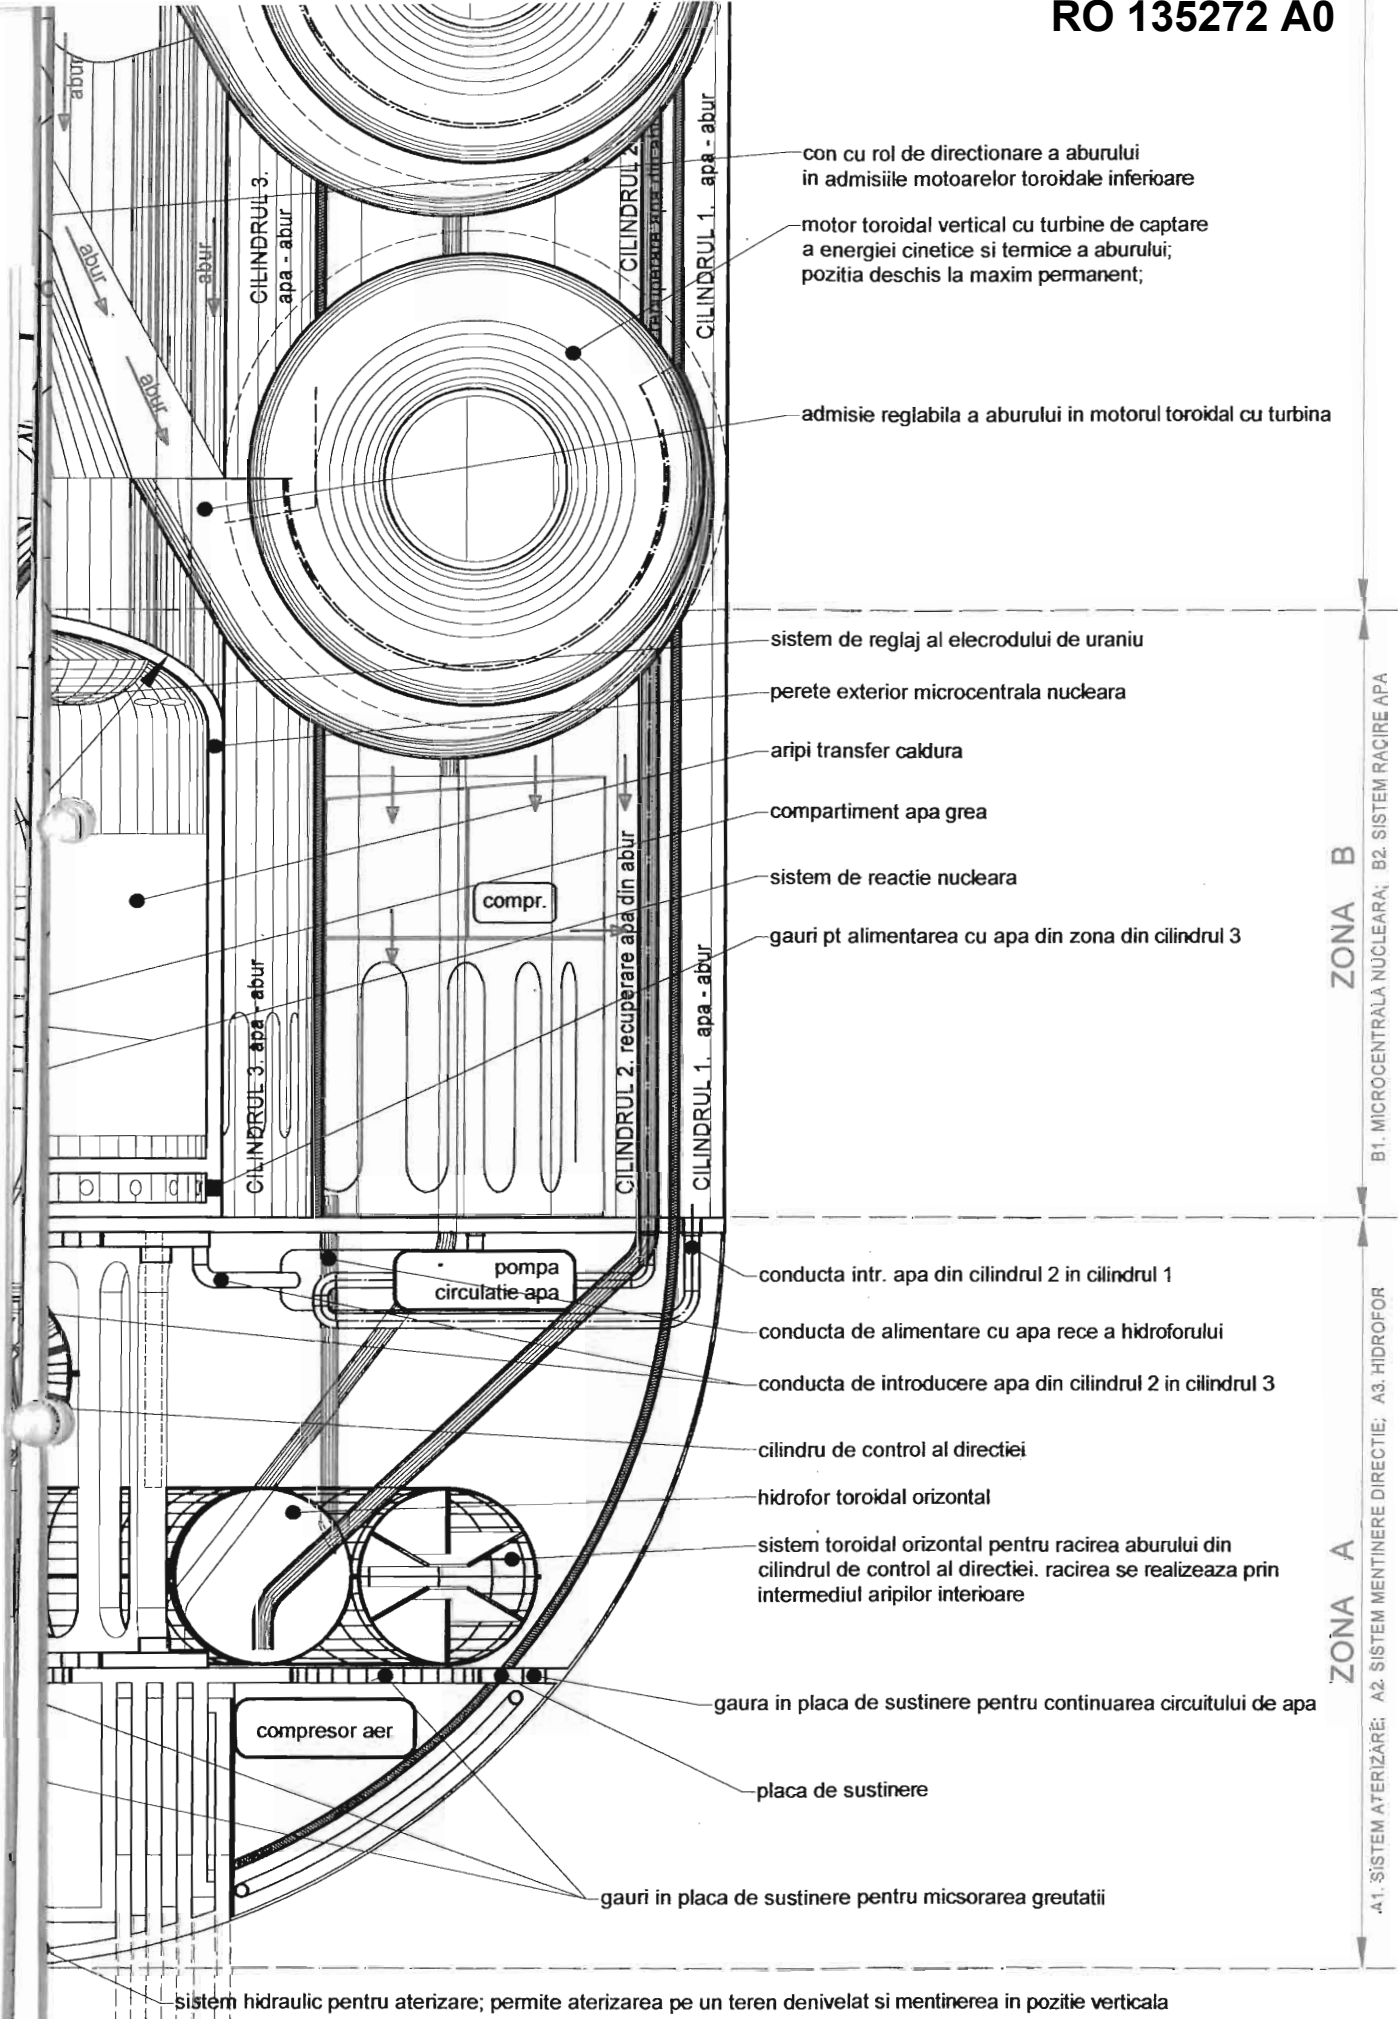 RO 135272 A0
con cu rol de directionare a aburului
in admisiile motoarelor toroidale inferioare
motor toroidal vertical cu turbine de captare
a energiei cinetice si termice a aburului;
pozitia deschis la maxim permanent;
admisie reglabila a aburului in motorul toroidal cu turbina
sistem de reglaj al elecrodului de uraniu
perete exterior microcentrala nucleara
aripi transfer caldura
compartiment apa grea
sistem de reactie nucleara
gauri pt alimentarea cu apa din zona din cilindrul 3
conducta intr. apa din cilindrul 2 in cilindrul 1
conducta de alimentare cu apa rece a hidroforului
conducta de introducere apa din cilindrul 2 in cilindrul 3
cilindru de control al directiei
hidrofor toroidal orizontal
sistem toroidal orizontal pentru racirea aburului din
cilindrul de control al directiei. racirea se realizeaza prin
intermediul aripilor interioare
gaura in placa de sustinere pentru continuarea circuitului de apa
placa de sustinere
gauri in placa de sustinere pentru micsorarea greutatii
sistem hidraulic pentru aterizare; permite aterizarea pe un teren denivelat si mentinerea in pozitie verticala
abur
abur
abur
abur
CILINDRUL 3.
apa - abur
CILINDRUL 2.
CILINDRUL 1. apa - abur
compr.
CILINDRUL 3. apa - abur
CILINDRUL 2. recuperare apa din abur
CILINDRUL 1. apa - abur
pompa
circulatie apa
compresor aer
ZONA B
B1. MICROCENTRALA NUCLEARA; B2. SISTEM RACIRE APA
ZONA A
A1. SISTEM ATERIZARE; A2. SISTEM MENTINERE DIRECTIE; A3. HIDROFOR